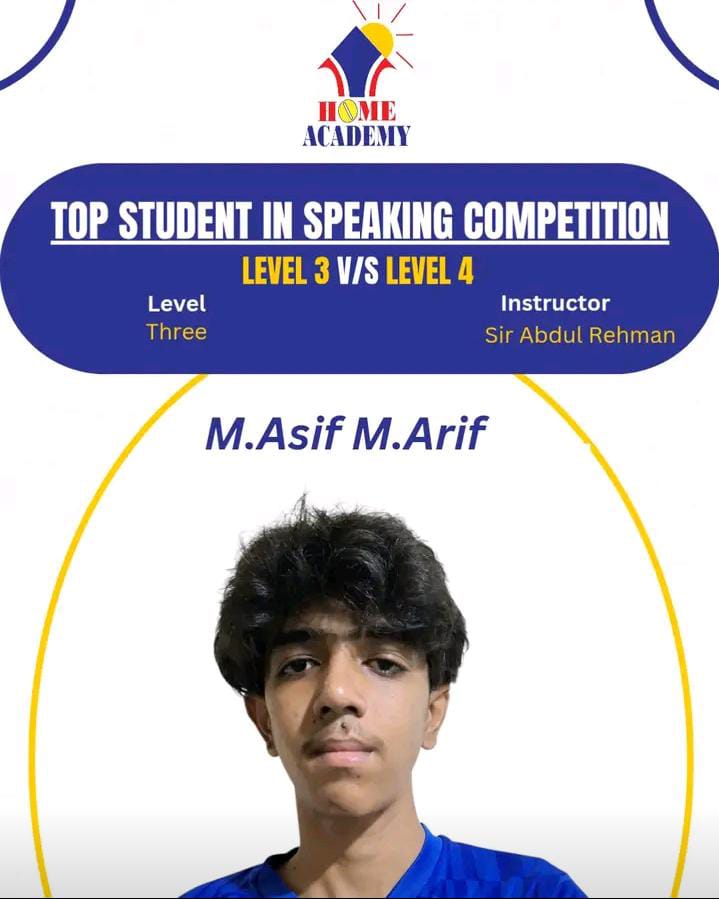 HOME
ACADEMY
TOP STUDENT IN SPEAKING COMPETITION
LEVEL 3 V/S LEVEL 4
Level
Three
Instructor
Sir Abdul Rehman
M.Asif M.Arif